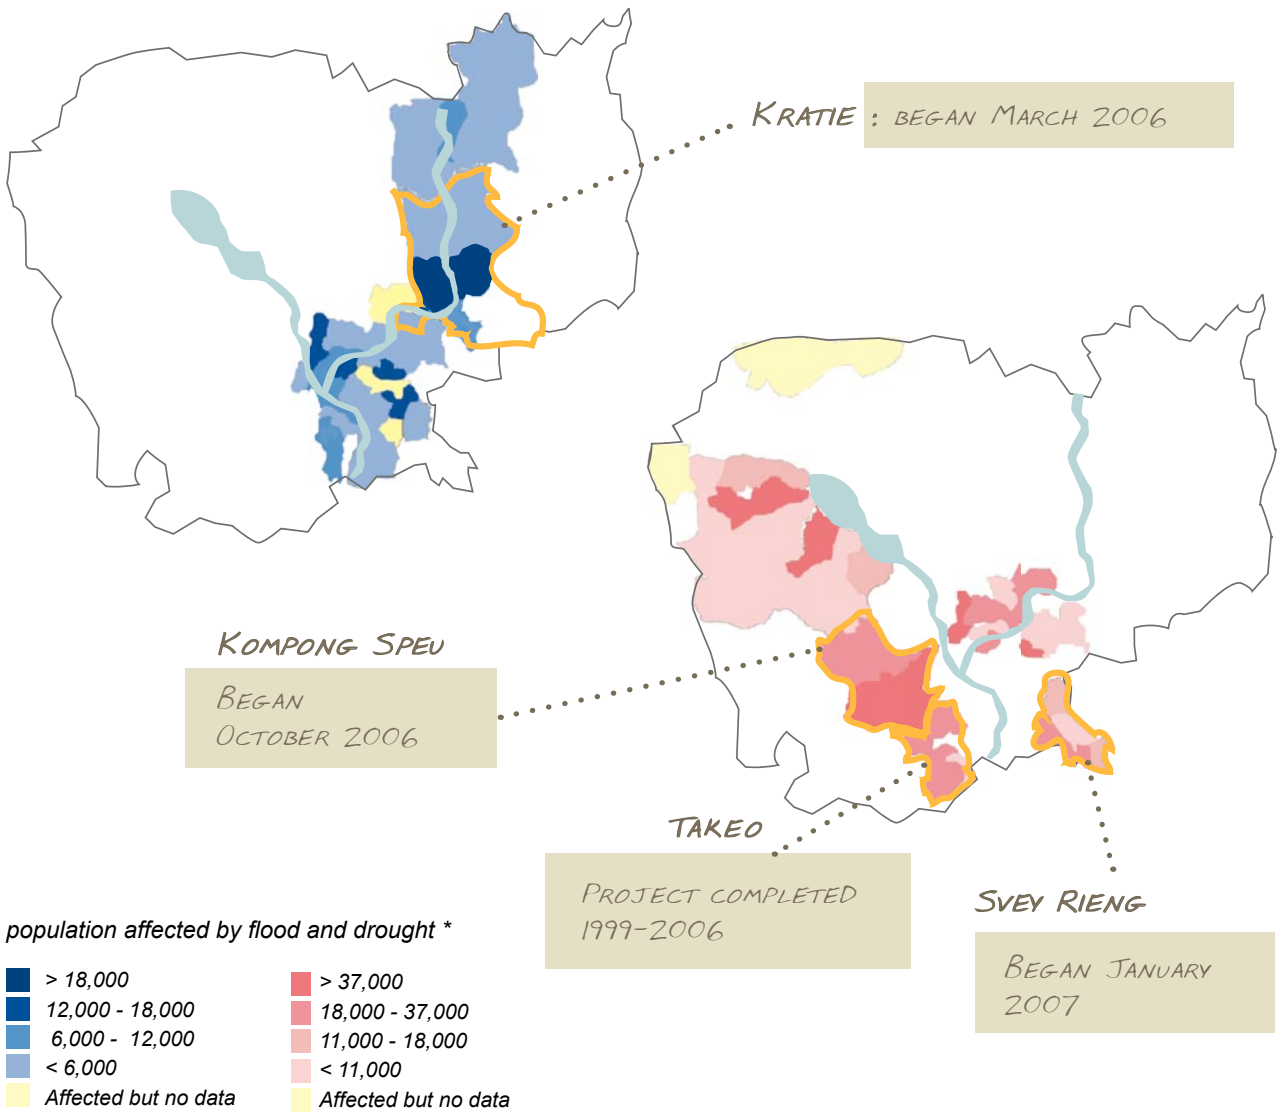 KRATIE : BEGAN MARCH 2006
KOMPONG SPEU
BEGAN
OCTOBER 2006
TAKEO
PROJECT COMPLETED
1999-2006
SVEY RIENG
BEGAN JANUARY
2007
population affected by flood and drought *
> 18,000
12,000 - 18,000
6,000 - 12,000
< 6,000
Affected but no data
> 37,000
18,000 - 37,000
11,000 - 18,000
< 11,000
Affected but no data